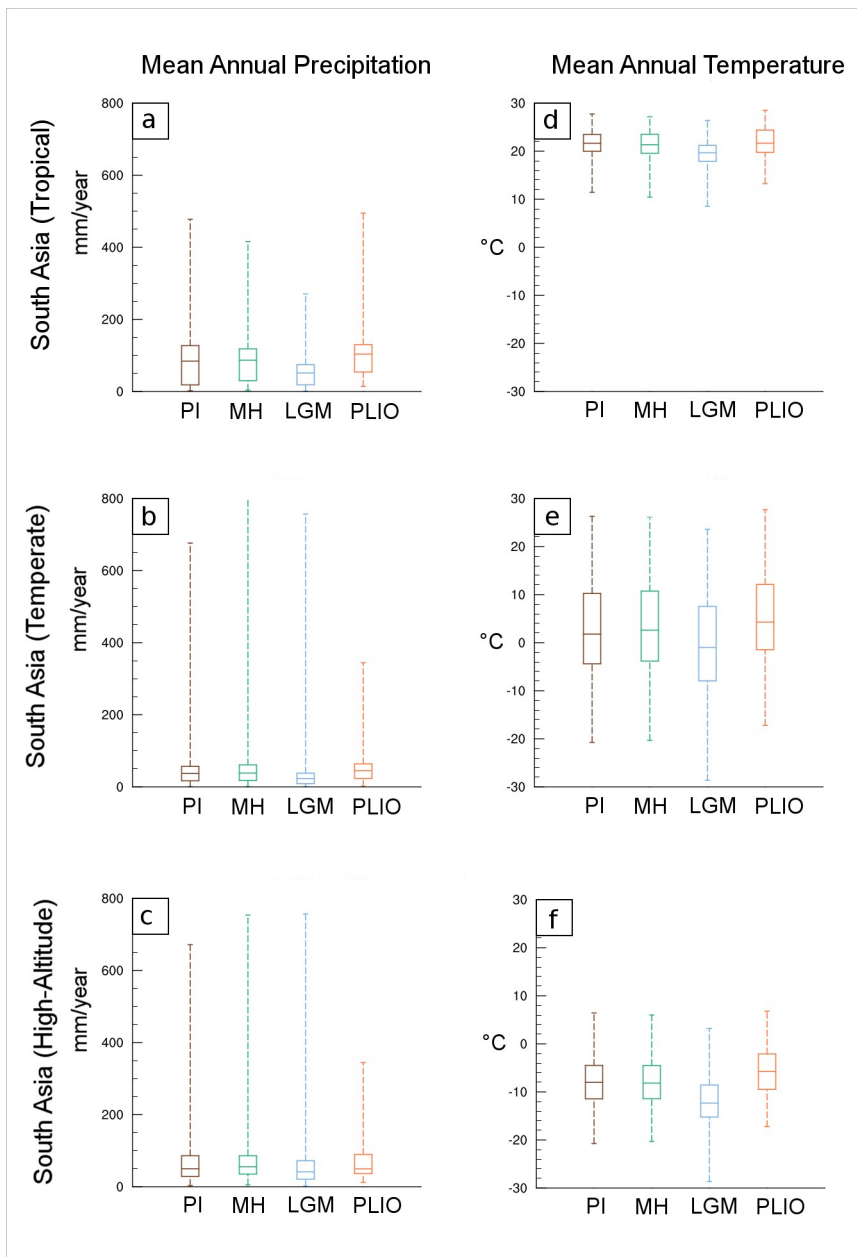 Mean Annual Precipitation
Mean Annual Temperature
South Asia (Tropical)
mm/year
a
800
600
400
200
0
PI MH LGM PLIO
°C
d
30
20
10
0
-10
-20
-30
PI MH LGM PLIO
South Asia (Temperate)
mm/year
b
800
600
400
200
0
PI MH LGM PLIO
°C
e
30
20
10
0
-10
-20
-30
PI MH LGM PLIO
South Asia (High-Altitude)
mm/year
c
800
600
400
200
0
PI MH LGM PLIO
°C
f
30
20
10
0
-10
-20
-30
PI MH LGM PLIO